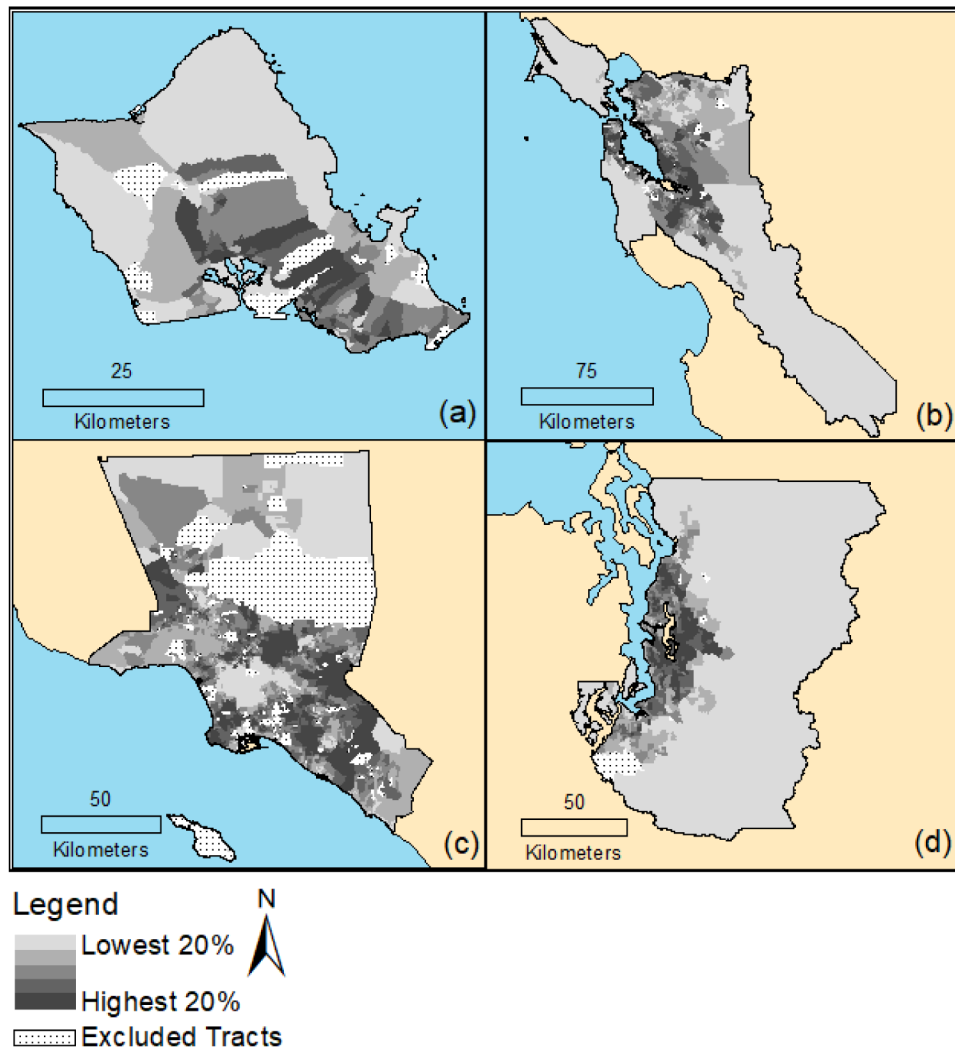 25
Kilometers
(a)
75
Kilometers
(b)
50
Kilometers
(c)
50
Kilometers
(d)
Legend
Lowest 20%
Highest 20%
Excluded Tracts
N